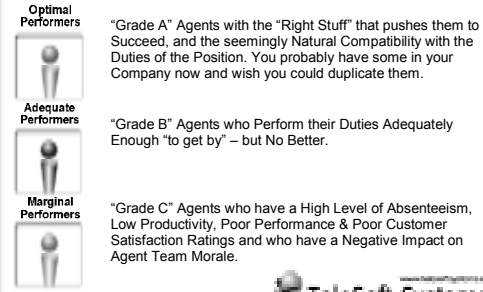 Optimal
Performers
“Grade A” Agents with the “Right Stuff” that pushes them to
Succeed, and the seemingly Natural Compatibility with the
Duties of the Position. You probably have some in your
Company now and wish you could duplicate them.
Adequate
Performers
“Grade B” Agents who Perform their Duties Adequately
Enough “to get by” – but No Better.
Marginal
Performers
“Grade C” Agents who have a High Level of Absenteeism,
Low Productivity, Poor Performance & Poor Customer
Satisfaction Ratings and who have a Negative Impact on
Agent Team Morale.
TeleSoft Systems